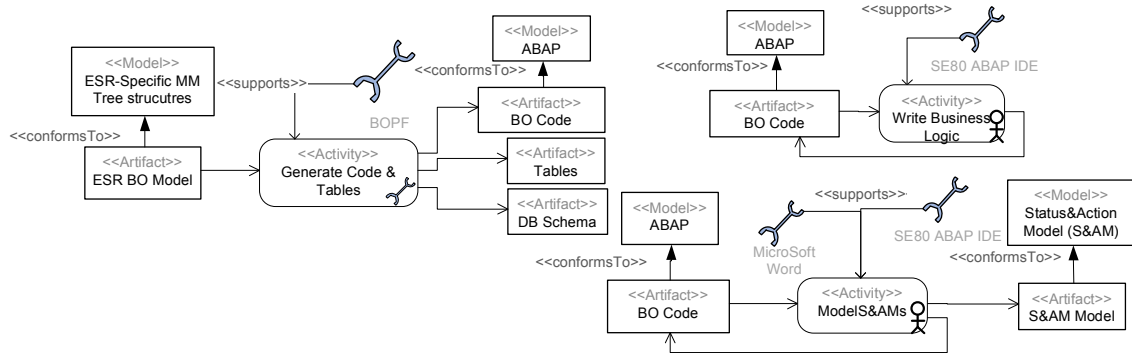 <<Model>>
ESR-Specific MM
Tree strucutres
<<conformsTo>>
<<Artifact>>
ESR BO Model
<<supports>>
BOPF
<<Activity>>
Generate Code &
Tables
<<Model>>
ABAP
<<conformsTo>>
<<Artifact>>
BO Code
<<Artifact>>
Tables
<<Artifact>>
DB Schema
<<Model>>
ABAP
<<conformsTo>>
<<Artifact>>
BO Code
<<supports>>
SE80 ABAP IDE
<<Activity>>
Write Business
Logic
<<Model>>
ABAP
<<conformsTo>>
<<Artifact>>
BO Code
<<supports>>
MicroSoft
Word
SE80 ABAP IDE
<<Activity>>
ModelS&AMs
<<Model>>
Status&Action
Model (S&AM)
<<conformsTo>>
<<Artifact>>
S&AM Model